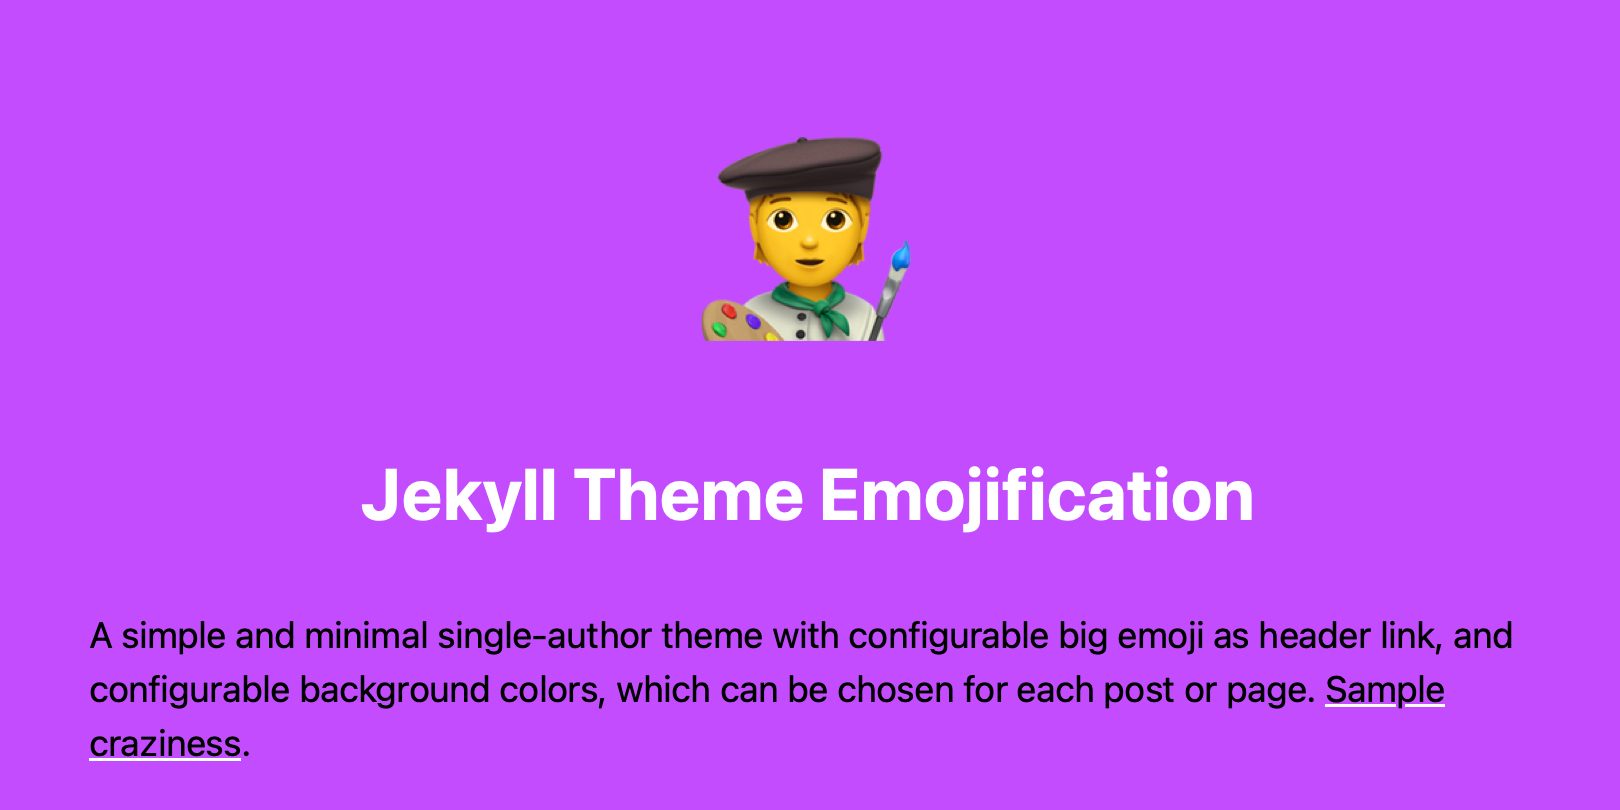 Jekyll Theme Emojification
A simple and minimal single-author theme with configurable big emoji as header link, and
configurable background colors, which can be chosen for each post or page. Sample
craziness.